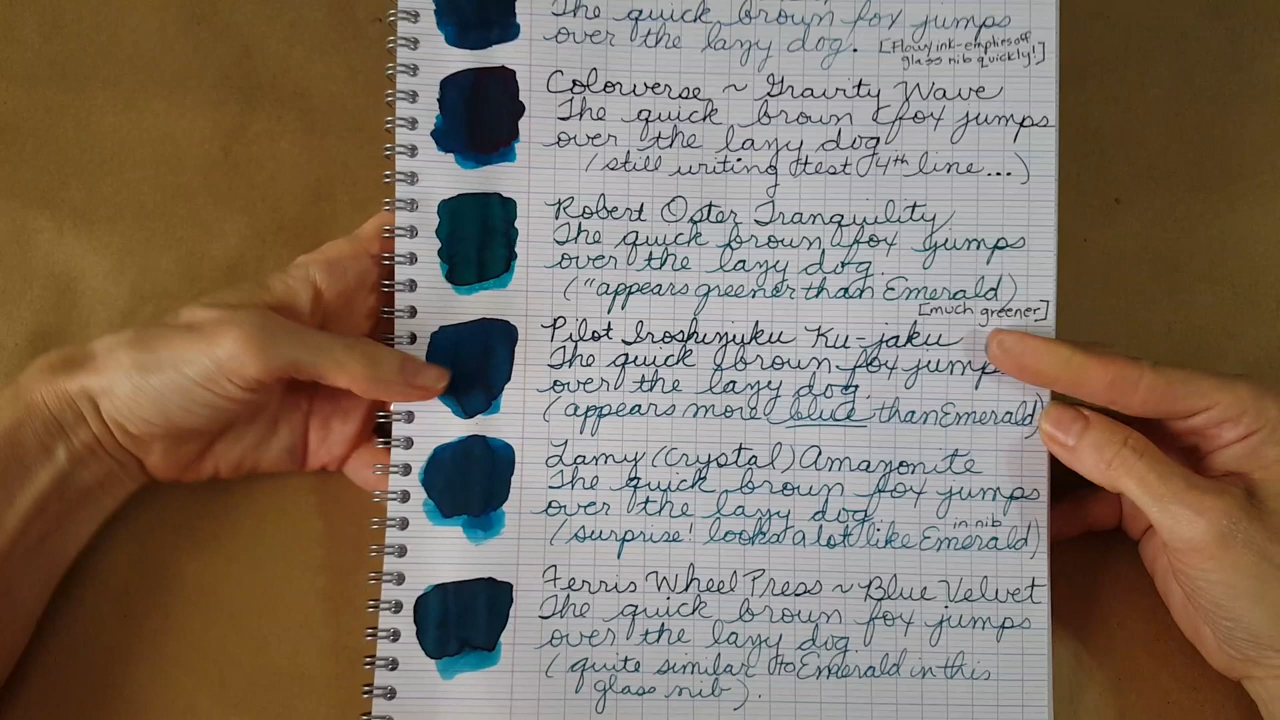 The quick brown fox jumps
over the lazy dog. [Flowy ink-empties off
glass nib quickly!]
Colorverse ~ Gravity Wave
The quick brown fox jumps
over the lazy dog
(still writing test 4th line...)
Robert Oster Tranquility
The quick brown fox jumps
over the lazy dog.
("appears greener than Emerald)
[much greener]
Pilot Iroshizuku Ku-jaku
The quick brown fox jumps
over the lazy dog.
(appears more blue than Emerald)
Lamy (Crystal) Amazonite
The quick brown fox jumps
over the lazy dog.
in nib
(surprise! looks a lot like Emerald)
Ferris Wheel Press ~ Blue Velvet
The quick brown fox jumps
over the lazy dog.
(quite similar to Emerald in this
glass nib).